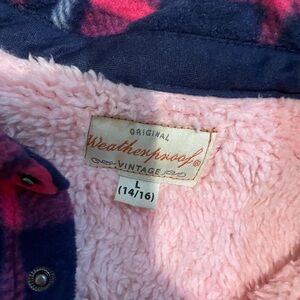 ORIGINAL
Weatherproof®
VINTAGE
L
(14/16)